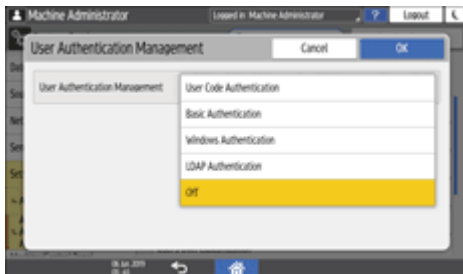 Machine Administrator
Logged in Machine Administrator
?
Logout
User Authentication Management
Cancel
OK
User Authentication Management
User Code Authentication
Basic Authentication
Windows Authentication
LDAP Authentication
Off